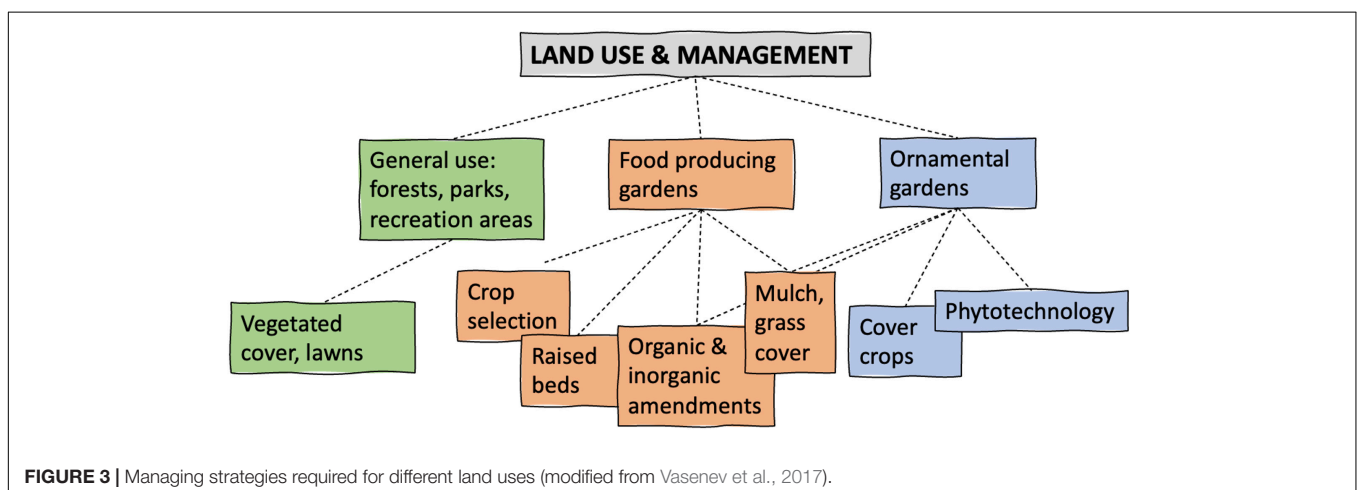 LAND USE & MANAGEMENT
General use:
forests, parks,
recreation areas
Food producing
gardens
Ornamental
gardens
Vegetated
cover, lawns
Crop
selection
Raised
beds
Organic &
inorganic
amendments
Mulch,
grass
cover
Cover
crops
Phytotechnology
FIGURE 3 | Managing strategies required for different land uses (modified from Vasenev et al., 2017).